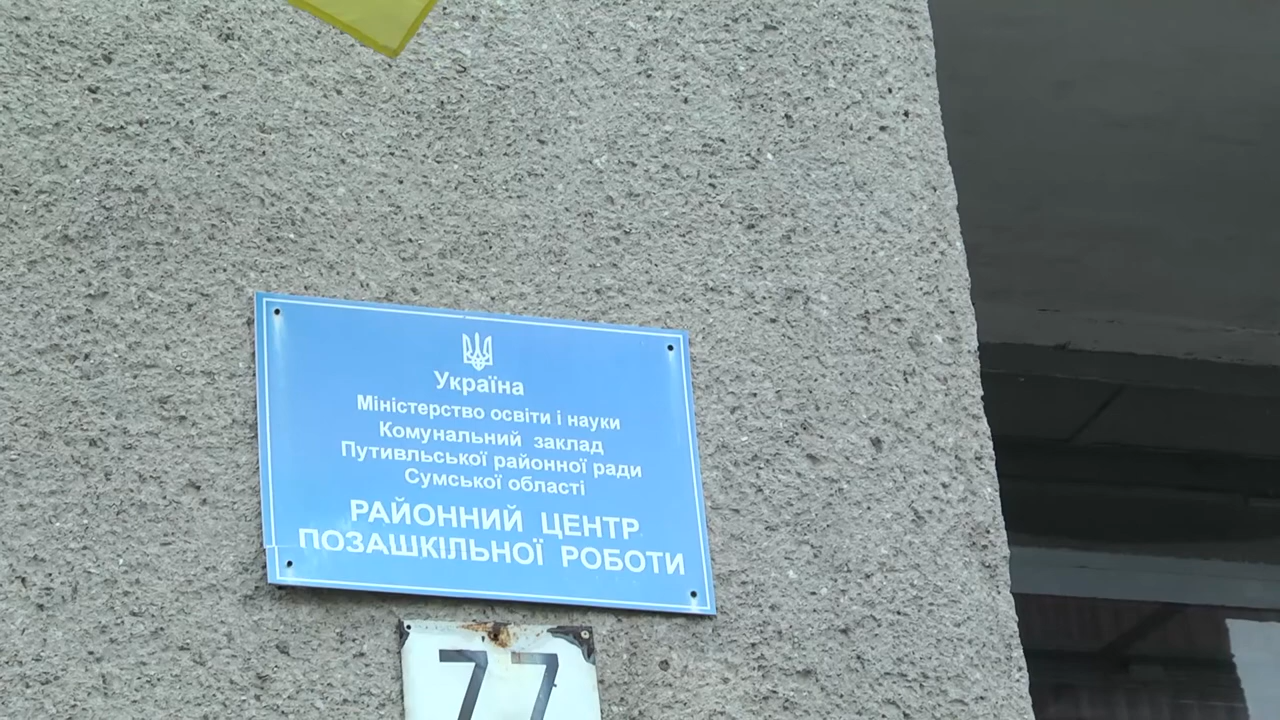 Україна
Міністерство освіти і науки
Комунальний заклад
Путивльської районної ради
Сумської області
РАЙОННИЙ ЦЕНТР
ПОЗАШКІЛЬНОЇ РОБОТИ
77